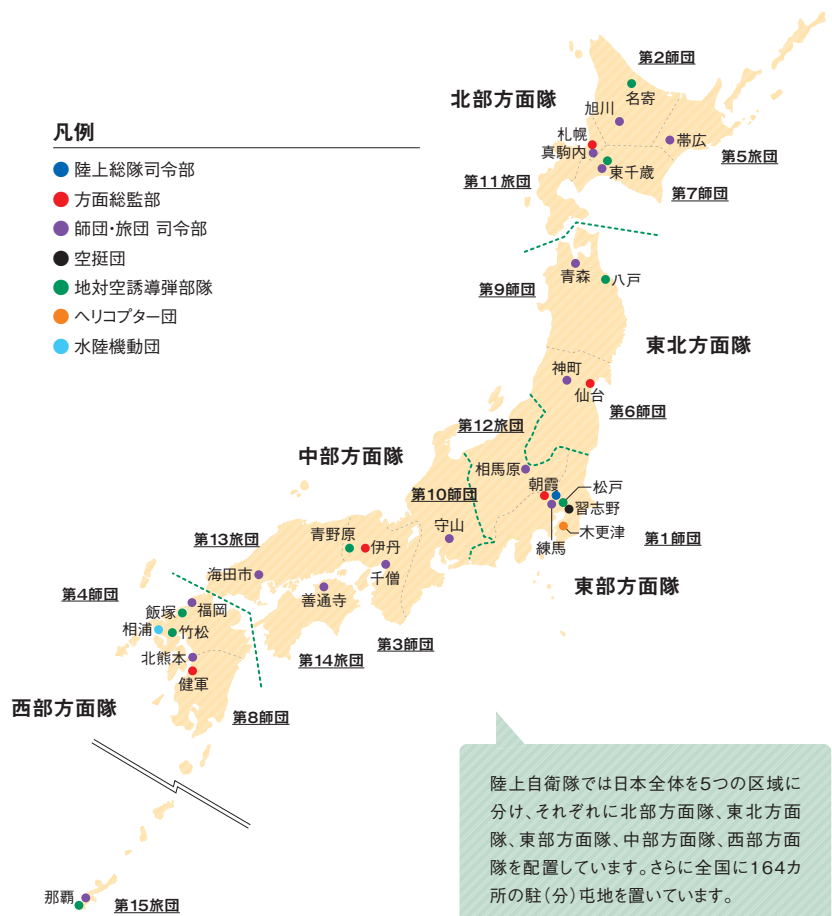 凡例
陸上総隊司令部
方面総監部
師団・旅団 司令部
空挺団
地対空誘導弾部隊
ヘリコプター団
水陸機動団
北部方面隊
第2師団
名寄
旭川
札幌
真駒内
帯広
東千歳
第5旅団
第11旅団
第7師団
青森
八戸
第9師団
東北方面隊
神町
仙台
第6師団
第12旅団
中部方面隊
相馬原
朝霞
松戸
第10師団
習志野
守山
木更津
練馬
第1師団
東部方面隊
第13旅団
青野原
伊丹
海田市
千僧
善通寺
第4師団
福岡
飯塚
相浦
竹松
第3師団
第14旅団
北熊本
健軍
西部方面隊
第8師団
那覇
第15旅団
陸上自衛隊では日本全体を5つの区域に
分け、それぞれに北部方面隊、東北方面
隊、東部方面隊、中部方面隊、西部方面
隊を配置しています。さらに全国に164カ
所の駐(分)屯地を置いています。